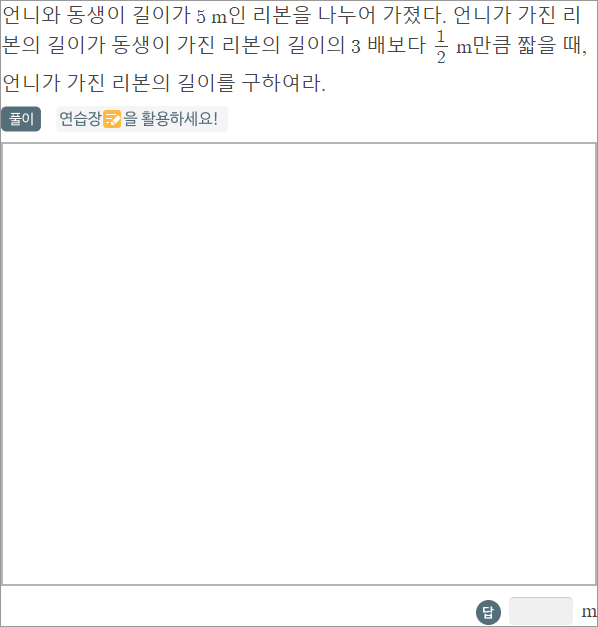 언니와 동생이 길이가 5 m인 리본을 나누어 가졌다. 언니가 가진 리
본의 길이가 동생이 가진 리본의 길이의 3 배보다 1/2 m만큼 짧을 때,
언니가 가진 리본의 길이를 구하여라.
풀이 연습장📝을 활용하세요!
답 m